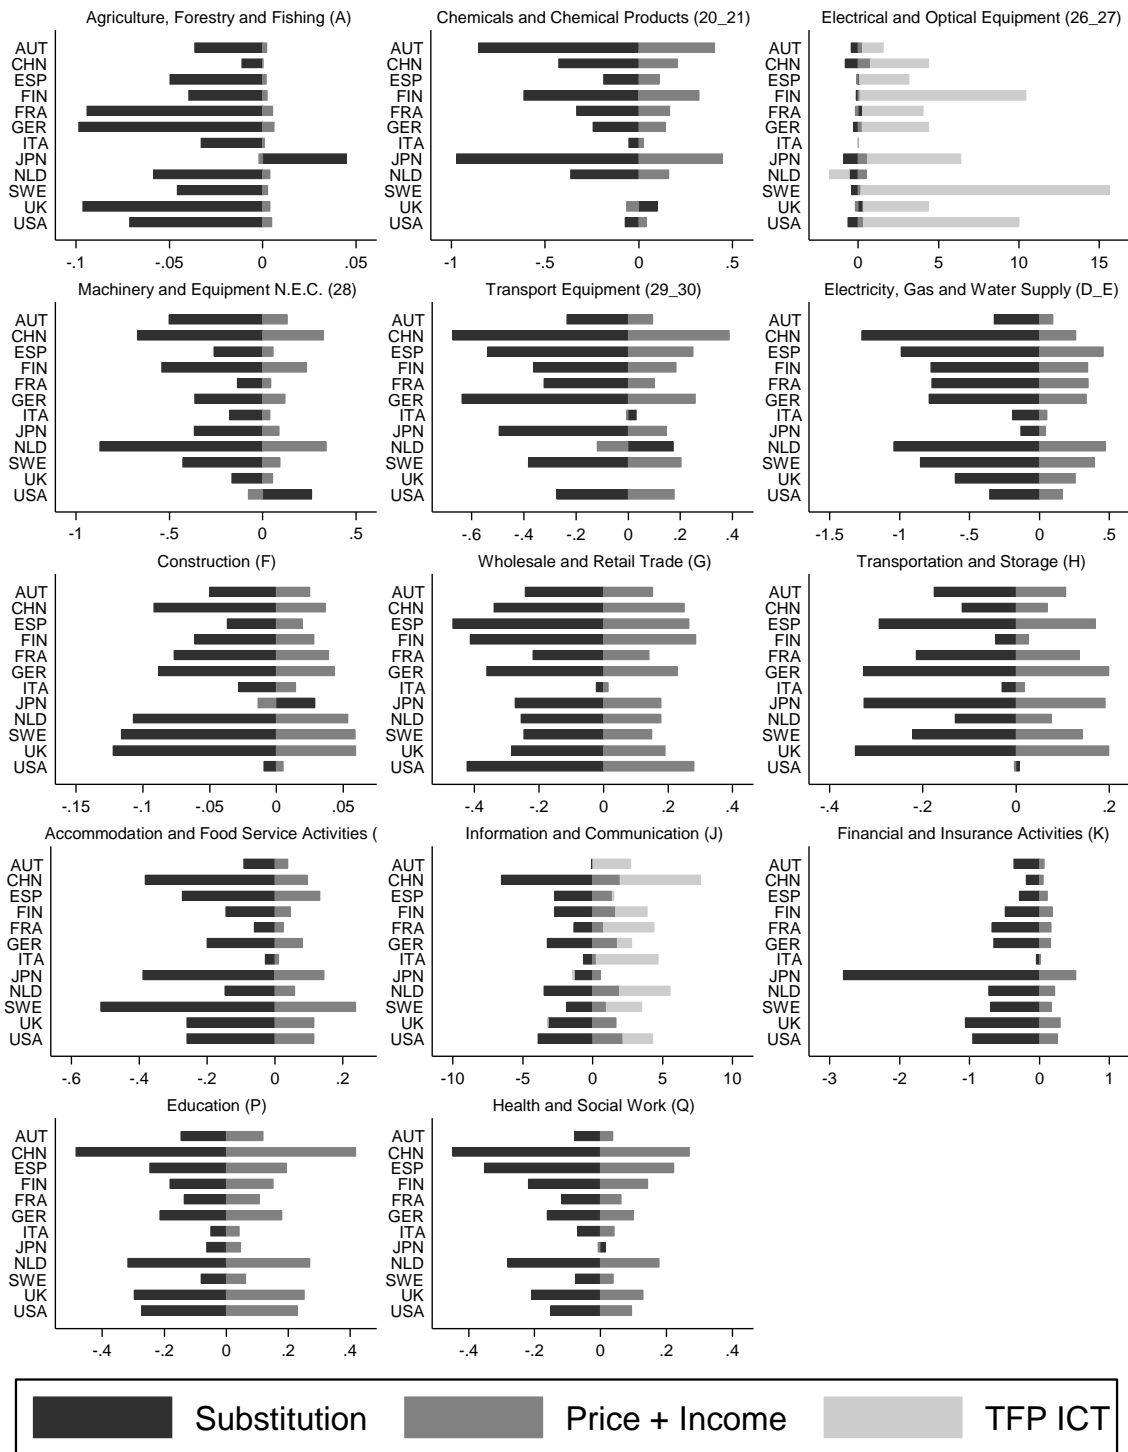 Agriculture, Forestry and Fishing (A)
AUT
CHN
ESP
FIN
FRA
GER
ITA
JPN
NLD
SWE
UK
USA
-.1 -.05 0 .05
Chemicals and Chemical Products (20_21)
AUT
CHN
ESP
FIN
FRA
GER
ITA
JPN
NLD
SWE
UK
USA
-1 -.5 0 .5
Electrical and Optical Equipment (26_27)
AUT
CHN
ESP
FIN
FRA
GER
ITA
JPN
NLD
SWE
UK
USA
0 5 10 15
Machinery and Equipment N.E.C. (28)
AUT
CHN
ESP
FIN
FRA
GER
ITA
JPN
NLD
SWE
UK
USA
-1 -.5 0 .5
Transport Equipment (29_30)
AUT
CHN
ESP
FIN
FRA
GER
ITA
JPN
NLD
SWE
UK
USA
-.6 -.4 -.2 0 .2 .4
Electricity, Gas and Water Supply (D_E)
AUT
CHN
ESP
FIN
FRA
GER
ITA
JPN
NLD
SWE
UK
USA
-1.5 -1 -.5 0 .5
Construction (F)
AUT
CHN
ESP
FIN
FRA
GER
ITA
JPN
NLD
SWE
UK
USA
-.15 -.1 -.05 0 .05
Wholesale and Retail Trade (G)
AUT
CHN
ESP
FIN
FRA
GER
ITA
JPN
NLD
SWE
UK
USA
-.4 -.2 0 .2 .4
Transportation and Storage (H)
AUT
CHN
ESP
FIN
FRA
GER
ITA
JPN
NLD
SWE
UK
USA
-.4 -.2 0 .2
Accommodation and Food Service Activities (
AUT
CHN
ESP
FIN
FRA
GER
ITA
JPN
NLD
SWE
UK
USA
-.6 -.4 -.2 0 .2
Information and Communication (J)
AUT
CHN
ESP
FIN
FRA
GER
ITA
JPN
NLD
SWE
UK
USA
-10 -5 0 5 10
Financial and Insurance Activities (K)
AUT
CHN
ESP
FIN
FRA
GER
ITA
JPN
NLD
SWE
UK
USA
-3 -2 -1 0 1
Education (P)
AUT
CHN
ESP
FIN
FRA
GER
ITA
JPN
NLD
SWE
UK
USA
-.4 -.2 0 .2 .4
Health and Social Work (Q)
AUT
CHN
ESP
FIN
FRA
GER
ITA
JPN
NLD
SWE
UK
USA
-.4 -.2 0 .2 .4
Substitution Price + Income TFP ICT